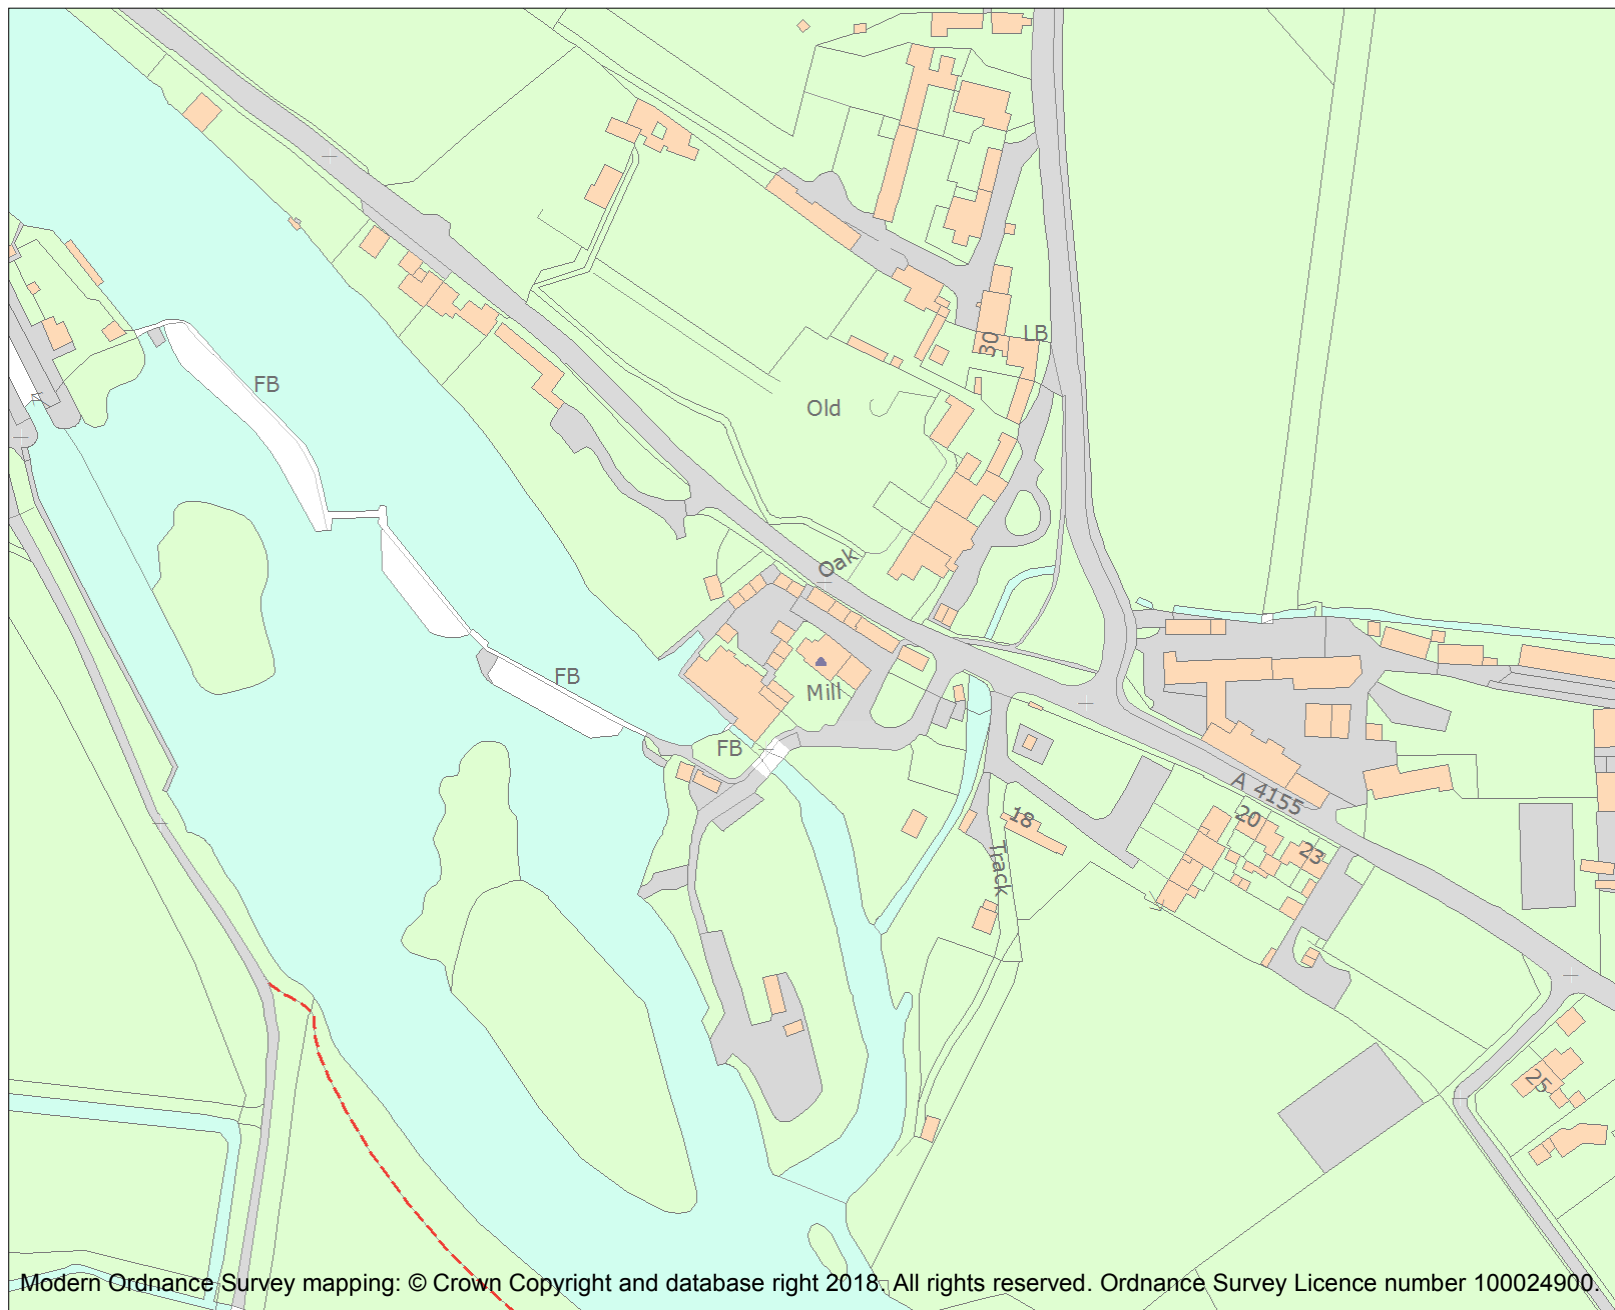 30
LB
FB
Old
Oak
FB
Mill
FB
A 4155
18
20
23
Track
25
Modern Ordnance Survey mapping: © Crown Copyright and database right 2018. All rights reserved. Ordnance Survey Licence number 100024900.